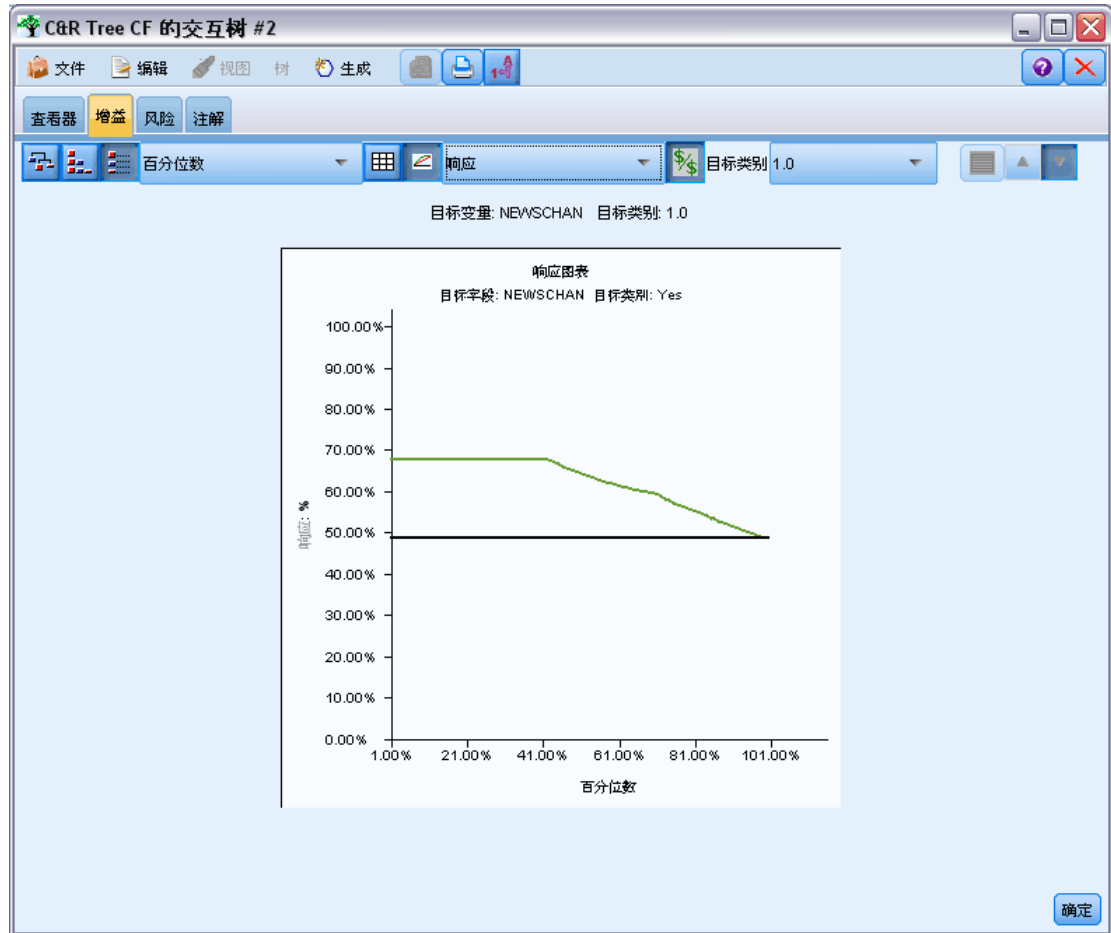 C&R Tree CF 的交互树 #2
文件 编辑 视图 树 生成
查看器 增益 风险 注解
百分位数 响应 目标类别 1.0
目标变量: NEWSCHAN 目标类别: 1.0
响应图表
目标字段: NEWSCHAN 目标类别: Yes
100.00%
90.00%
80.00%
70.00%
60.00%
50.00%
40.00%
30.00%
20.00%
10.00%
0.00%
响应: %
1.00% 21.00% 41.00% 61.00% 81.00% 101.00%
百分位数
确定